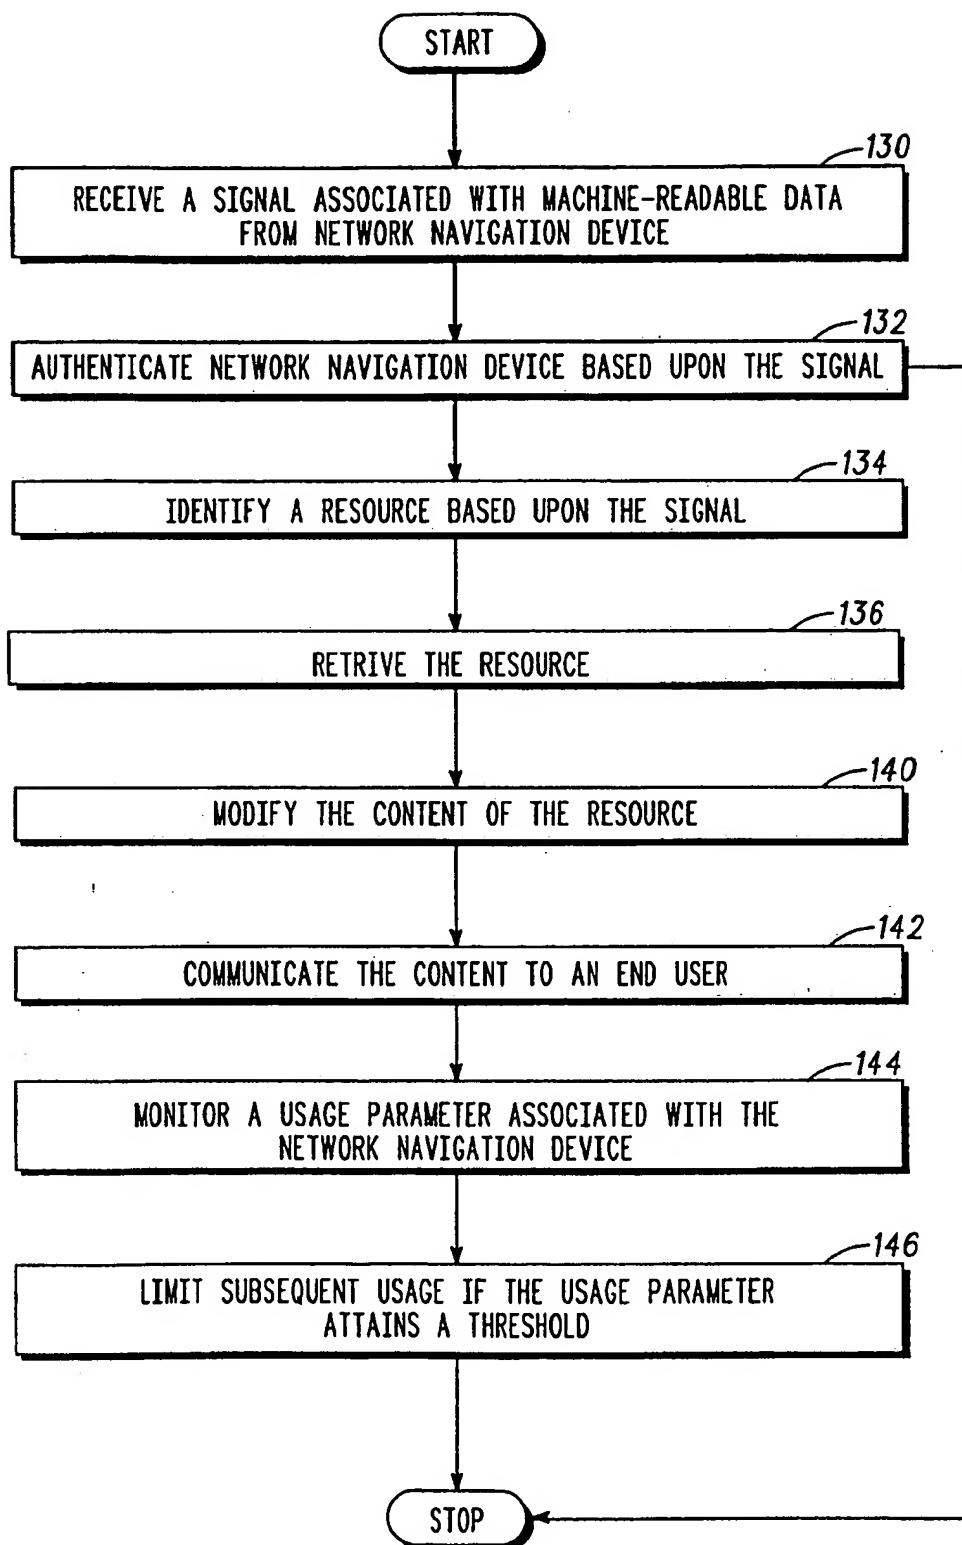 START
130
RECEIVE A SIGNAL ASSOCIATED WITH MACHINE-READABLE DATA
FROM NETWORK NAVIGATION DEVICE
132
AUTHENTICATE NETWORK NAVIGATION DEVICE BASED UPON THE SIGNAL
134
IDENTIFY A RESOURCE BASED UPON THE SIGNAL
136
RETRIVE THE RESOURCE
140
MODIFY THE CONTENT OF THE RESOURCE
142
COMMUNICATE THE CONTENT TO AN END USER
144
MONITOR A USAGE PARAMETER ASSOCIATED WITH THE
NETWORK NAVIGATION DEVICE
146
LIMIT SUBSEQUENT USAGE IF THE USAGE PARAMETER
ATTAINS A THRESHOLD
STOP